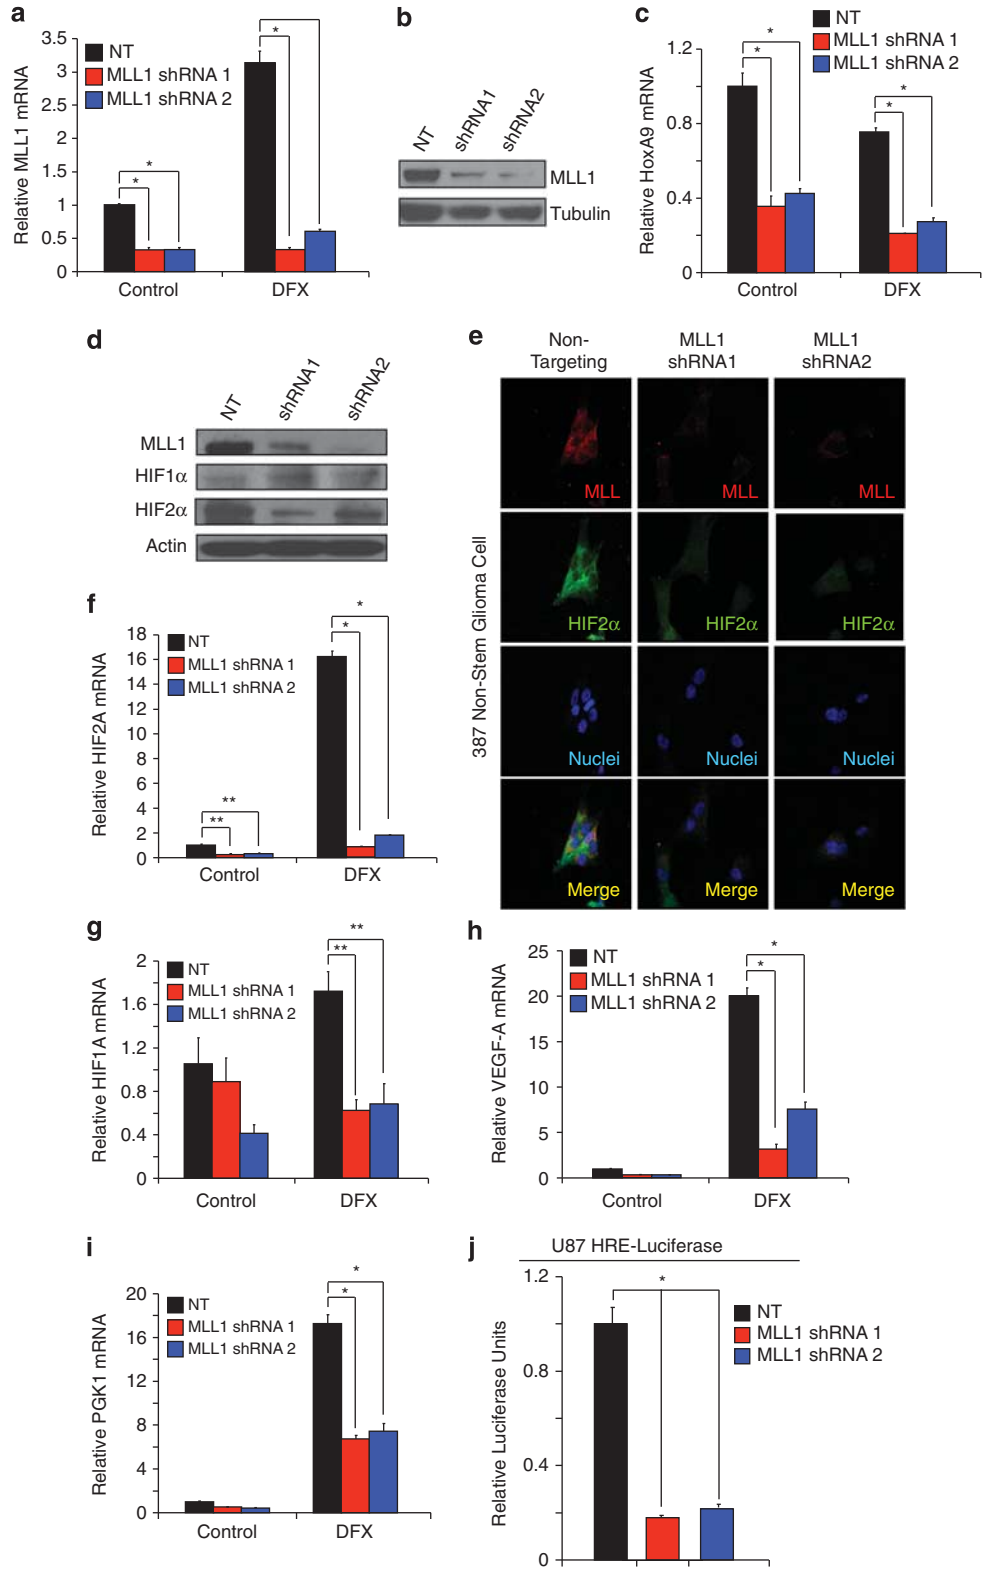 a
Relative MLL1 mRNA
3.5
3
2.5
2
1.5
1
0.5
0
NT
MLL1 shRNA 1
MLL1 shRNA 2
*
*
*
Control
DFX
b
NT
shRNA1
shRNA2
MLL1
Tubulin
c
Relative HoxA9 mRNA
1.2
0.8
0.4
0
NT
MLL1 shRNA 1
MLL1 shRNA 2
*
*
*
*
Control
DFX
d
NT
shRNA1
shRNA2
MLL1
HIF1α
HIF2α
Actin
e
Non-
Targeting
MLL1
shRNA1
MLL1
shRNA2
387 Non-Stem Glioma Cell
MLL
MLL
MLL
HIF2α
HIF2α
HIF2α
Nuclei
Nuclei
Nuclei
Merge
Merge
Merge
f
Relative HIF2A mRNA
18
16
14
12
10
8
6
4
2
0
NT
MLL1 shRNA 1
MLL1 shRNA 2
**
**
*
*
Control
DFX
g
Relative HIF1A mRNA
2
1.6
1.2
0.8
0.4
0
NT
MLL1 shRNA 1
MLL1 shRNA 2
**
**
Control
DFX
h
Relative VEGF-A mRNA
25
20
15
10
5
0
NT
MLL1 shRNA 1
MLL1 shRNA 2
*
*
Control
DFX
i
Relative PGK1 mRNA
20
16
12
8
4
0
NT
MLL1 shRNA 1
MLL1 shRNA 2
*
*
Control
DFX
j
U87 HRE-Luciferase
Relative Luciferase Units
1.2
0.8
0.4
0
*
NT
MLL1 shRNA 1
MLL1 shRNA 2